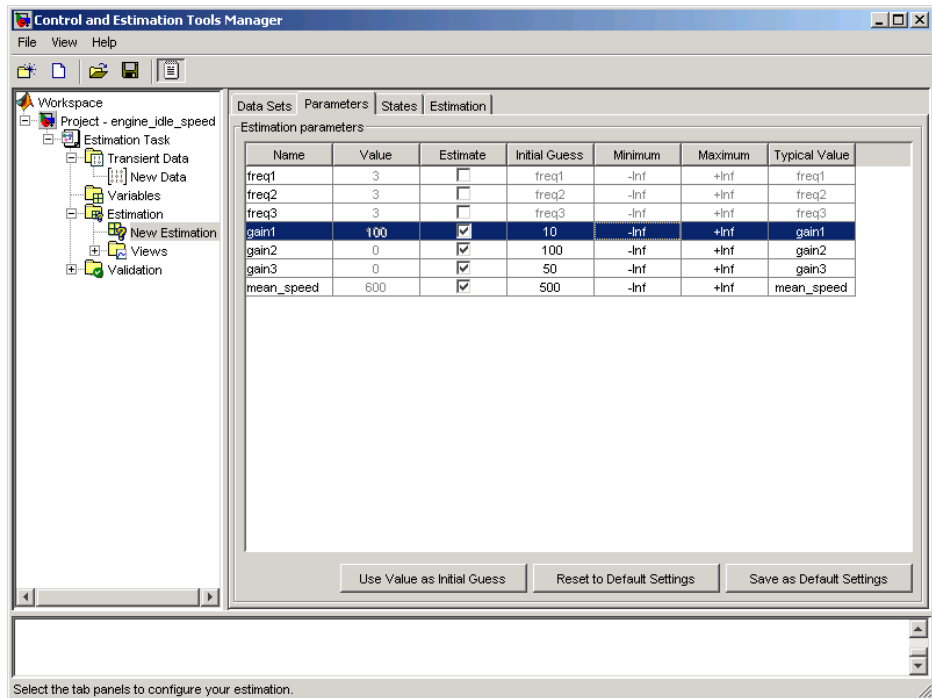 Control and Estimation Tools Manager
File View Help
Workspace
Project - engine_idle_speed
Estimation Task
Transient Data
New Data
Variables
Estimation
New Estimation
Views
Validation
Data Sets Parameters States Estimation
Estimation parameters
Name Value Estimate Initial Guess Minimum Maximum Typical Value
freq1 3 freq1 -Inf +Inf freq1
freq2 3 freq2 -Inf +Inf freq2
freq3 3 freq3 -Inf +Inf freq3
gain1 100 10 -Inf +Inf gain1
gain2 0 100 -Inf +Inf gain2
gain3 0 50 -Inf +Inf gain3
mean_speed 600 500 -Inf +Inf mean_speed
Use Value as Initial Guess Reset to Default Settings Save as Default Settings
Select the tab panels to configure your estimation.